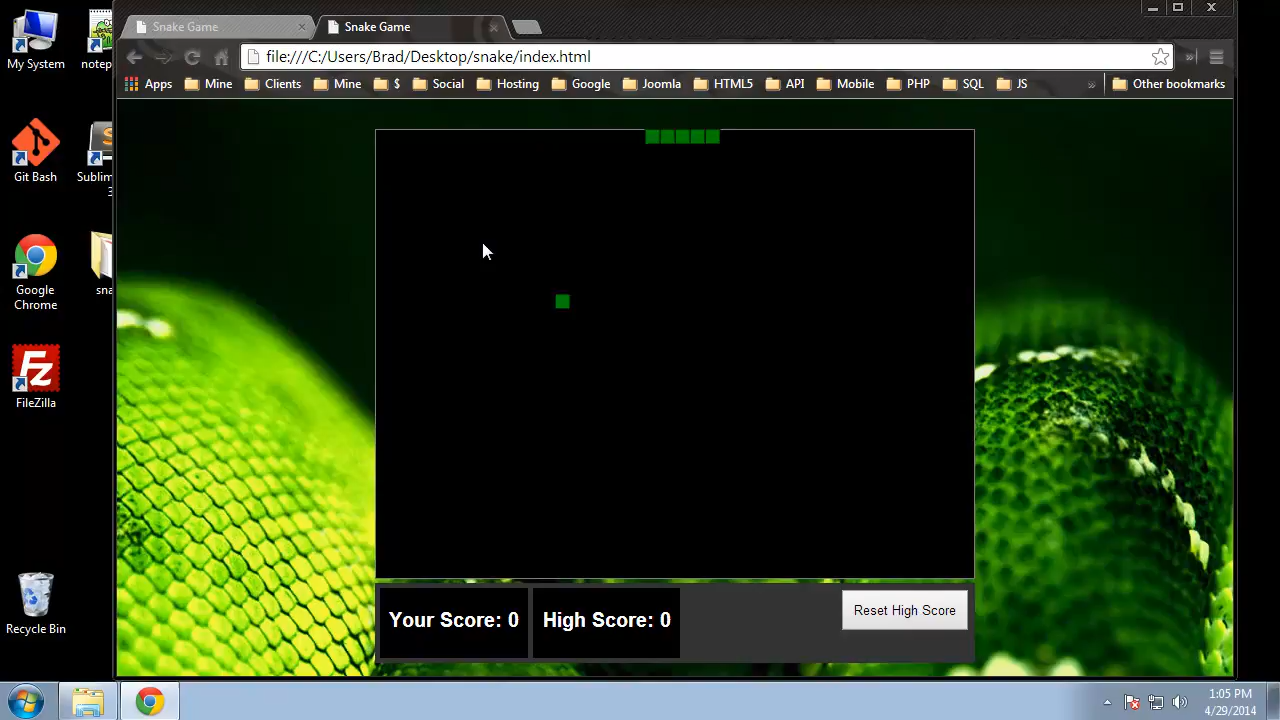 Snake Game
Snake Game
file:///C:/Users/Brad/Desktop/snake/index.html
Apps Mine Clients Mine $ Social Hosting Google Joomla HTML5 API Mobile PHP SQL JS » Other bookmarks
My System
notep
Git Bash
Sublim
3
Google
Chrome
sna
FileZilla
Recycle Bin
Your Score: 0
High Score: 0
Reset High Score
1:05 PM
4/29/2014